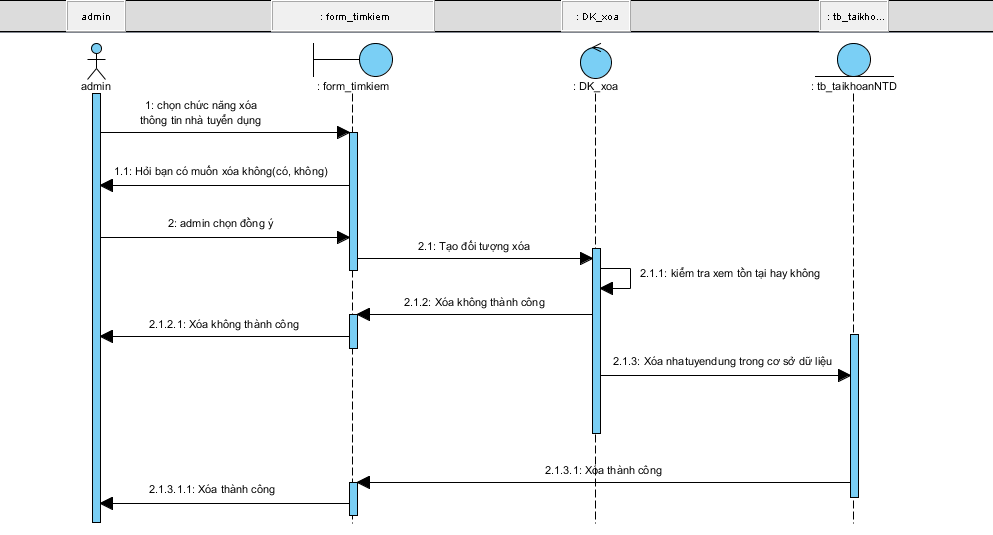 admin
: form_timkiem
: DK_xoa
: tb_taikho...
admin
: form_timkiem
: DK_xoa
: tb_taikhoanNTD
1: chọn chức năng xóa
thông tin nhà tuyển dụng
1.1: Hỏi bạn có muốn xóa không(có, không)
2: admin chọn đồng ý
2.1: Tạo đối tượng xóa
2.1.1: kiểm tra xem tồn tại hay không
2.1.2: Xóa không thành công
2.1.2.1: Xóa không thành công
2.1.3: Xóa nhatuyendung trong cơ sở dữ liệu
2.1.3.1: Xóa thành công
2.1.3.1.1: Xóa thành công